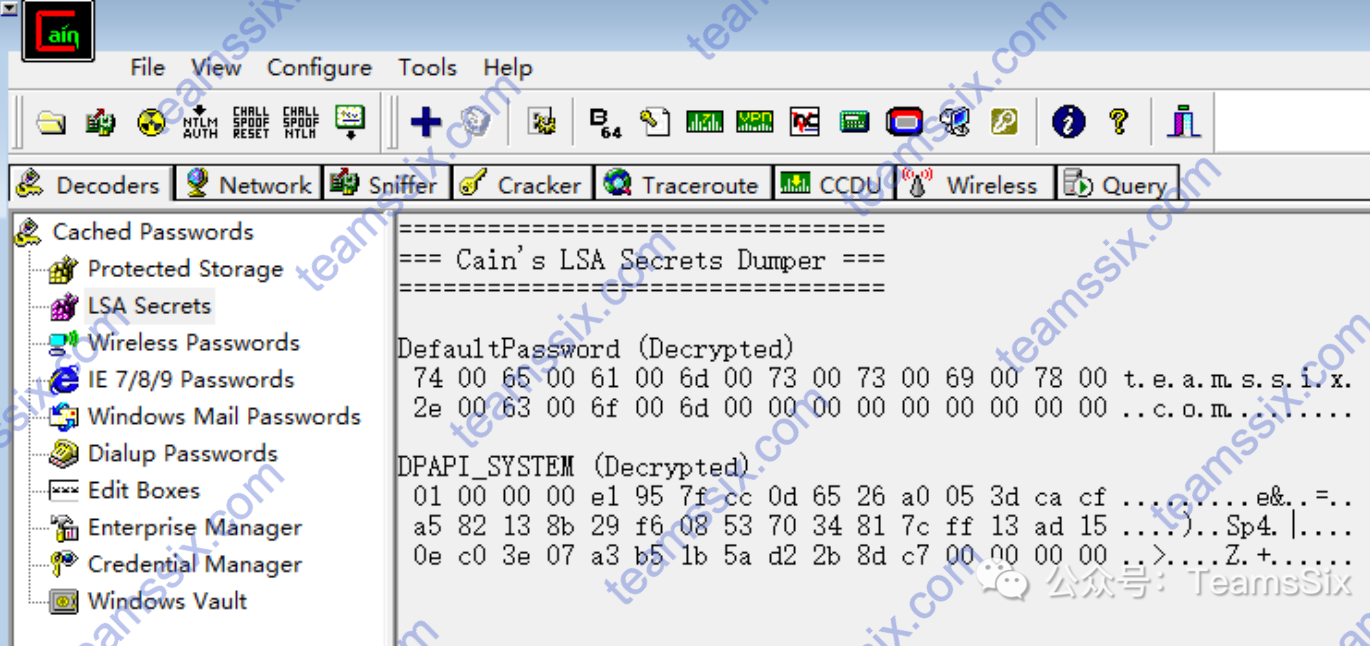 Cain
File View Configure Tools Help
NTLM AUTH CHALL SPOOF RESET CHALL SPOOF NTLM B64
Decoders Network Sniffer Cracker Traceroute CCDU Wireless Query
Cached Passwords
Protected Storage
LSA Secrets
Wireless Passwords
IE 7/8/9 Passwords
Windows Mail Passwords
Dialup Passwords
Edit Boxes
Enterprise Manager
Credential Manager
Windows Vault
=================================
=== Cain's LSA Secrets Dumper ===
=================================
DefaultPassword (Decrypted)
74 00 65 00 61 00 6d 00 73 00 73 00 69 00 78 00 t.e.a.m.s.s.i.x.
2e 00 63 00 6f 00 6d 00 00 00 00 00 00 00 00 00 ..c.o.m.........
DPAPI_SYSTEM (Decrypted)
01 00 00 00 e1 95 7f cc 0d 65 26 a0 05 3d ca cf .........e&..=..
a5 82 13 8b 29 f6 08 53 70 34 81 7c ff 13 ad 15 ....)..Sp4.|....
0e c0 3e 07 a3 b5 1b 5a d2 2b 8d c7 00 00 00 00 ..>....Z.+......
公众号：TeamsSix
teamssix.com